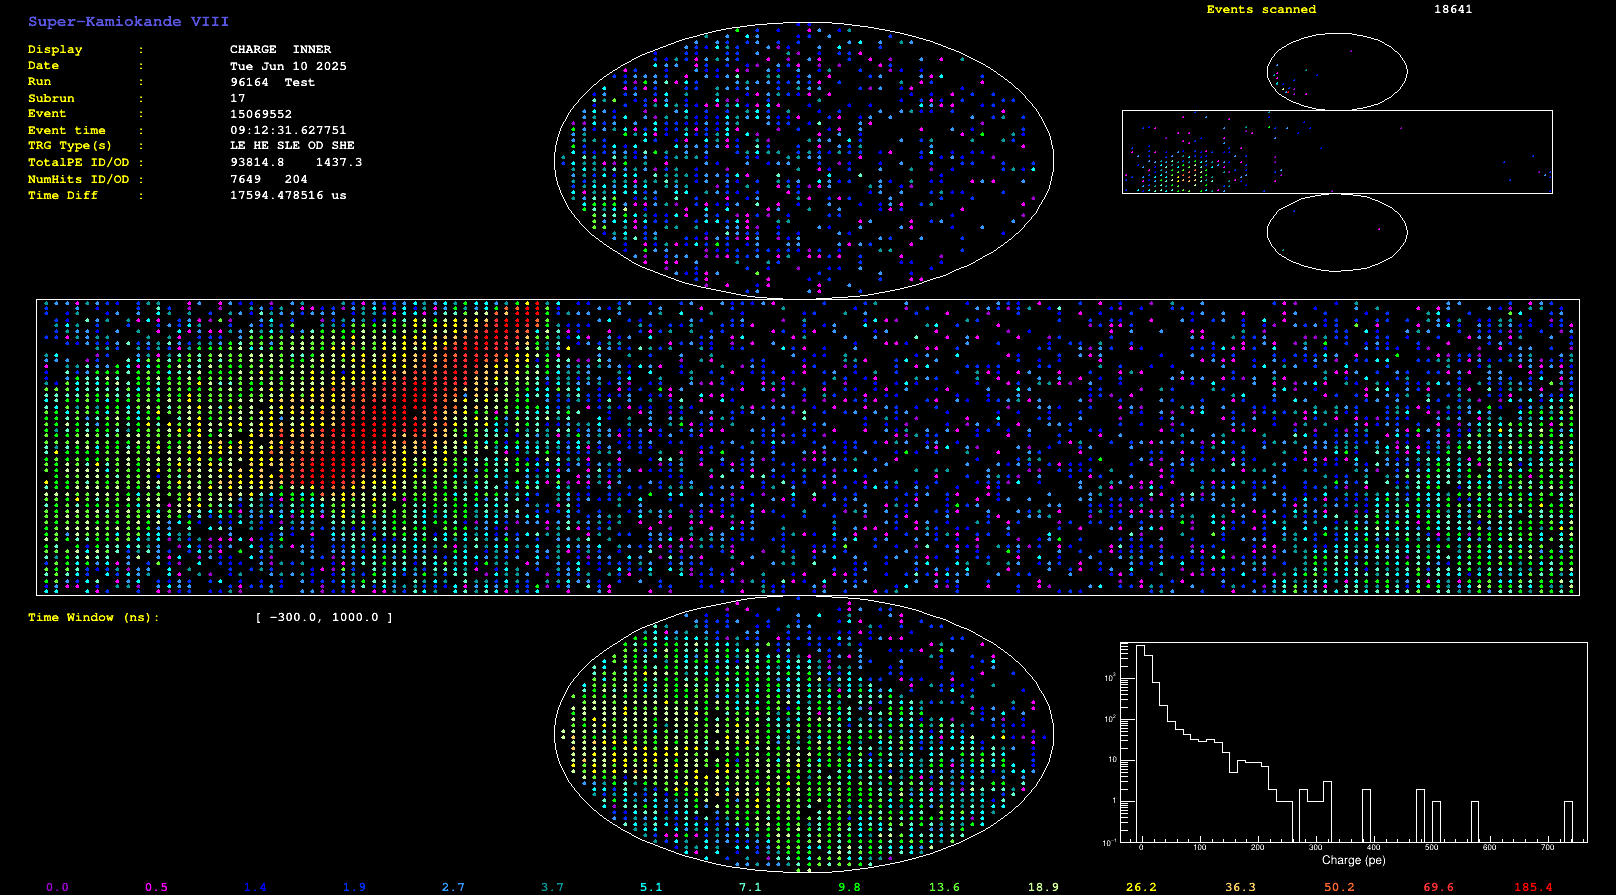 Super-Kamiokande VIII
Display : CHARGE INNER
Date : Tue Jun 10 2025
Run : 96164 Test
Subrun : 17
Event : 15069552
Event time : 09:12:31.627751
TRG Type(s) : LE HE SLE OD SHE
TotalPE ID/OD : 93814.8 1437.3
NumHits ID/OD : 7649 204
Time Diff : 17594.478516 us
Events scanned 18641
Time Window (ns): [ -300.0, 1000.0 ]
10³
10²
10
1
10⁻¹
0 100 200 300 400 500 600 700
Charge (pe)
0.0 0.5 1.4 1.9 2.7 3.7 5.1 7.1 9.8 13.6 18.9 26.2 36.3 50.2 69.6 185.4